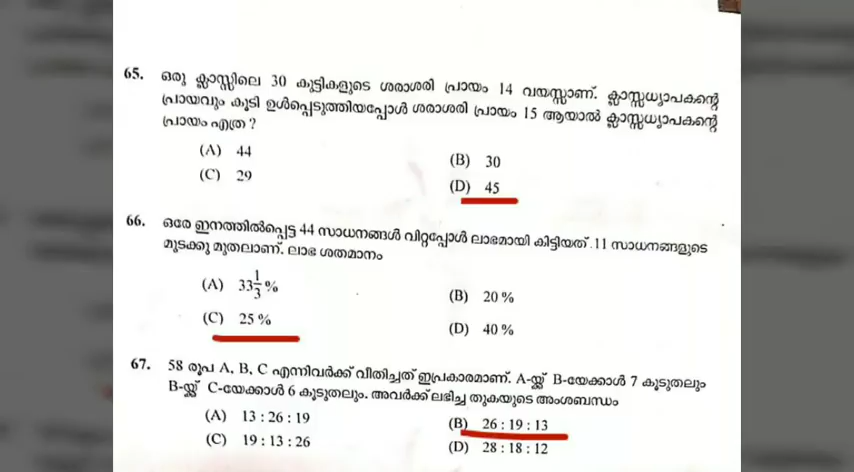 65. ഒരു ക്ലാസ്സിലെ 30 കുട്ടികളുടെ ശരാശരി പ്രായം 14 വയസ്സാണ്. ക്ലാസ്സധ്യാപകന്റെ
പ്രായവും കൂടി ഉൾപ്പെടുത്തിയപ്പോൾ ശരാശരി പ്രായം 15 ആയാൽ ക്ലാസ്സധ്യാപകന്റെ
പ്രായം എത്ര ?
(A) 44 (B) 30
(C) 29 (D) 45
66. ഒരേ ഇനത്തിൽപ്പെട്ട 44 സാധനങ്ങൾ വിറ്റപ്പോൾ ലാഭമായി കിട്ടിയത് 11 സാധനങ്ങളുടെ
മുടക്കു മുതലാണ്. ലാഭ ശതമാനം
(A) 33 1/3 % (B) 20 %
(C) 25 % (D) 40 %
67. 58 രൂപ A, B, C എന്നിവർക്ക് വീതിച്ചത് ഇപ്രകാരമാണ്. A-യ്ക്ക് B-യേക്കാൾ 7 കൂടുതലും
B-യ്ക്ക് C-യേക്കാൾ 6 കൂടുതലും. അവർക്ക് ലഭിച്ച തുകയുടെ അംശബന്ധം
(A) 13 : 26 : 19 (B) 26 : 19 : 13
(C) 19 : 13 : 26 (D) 28 : 18 : 12